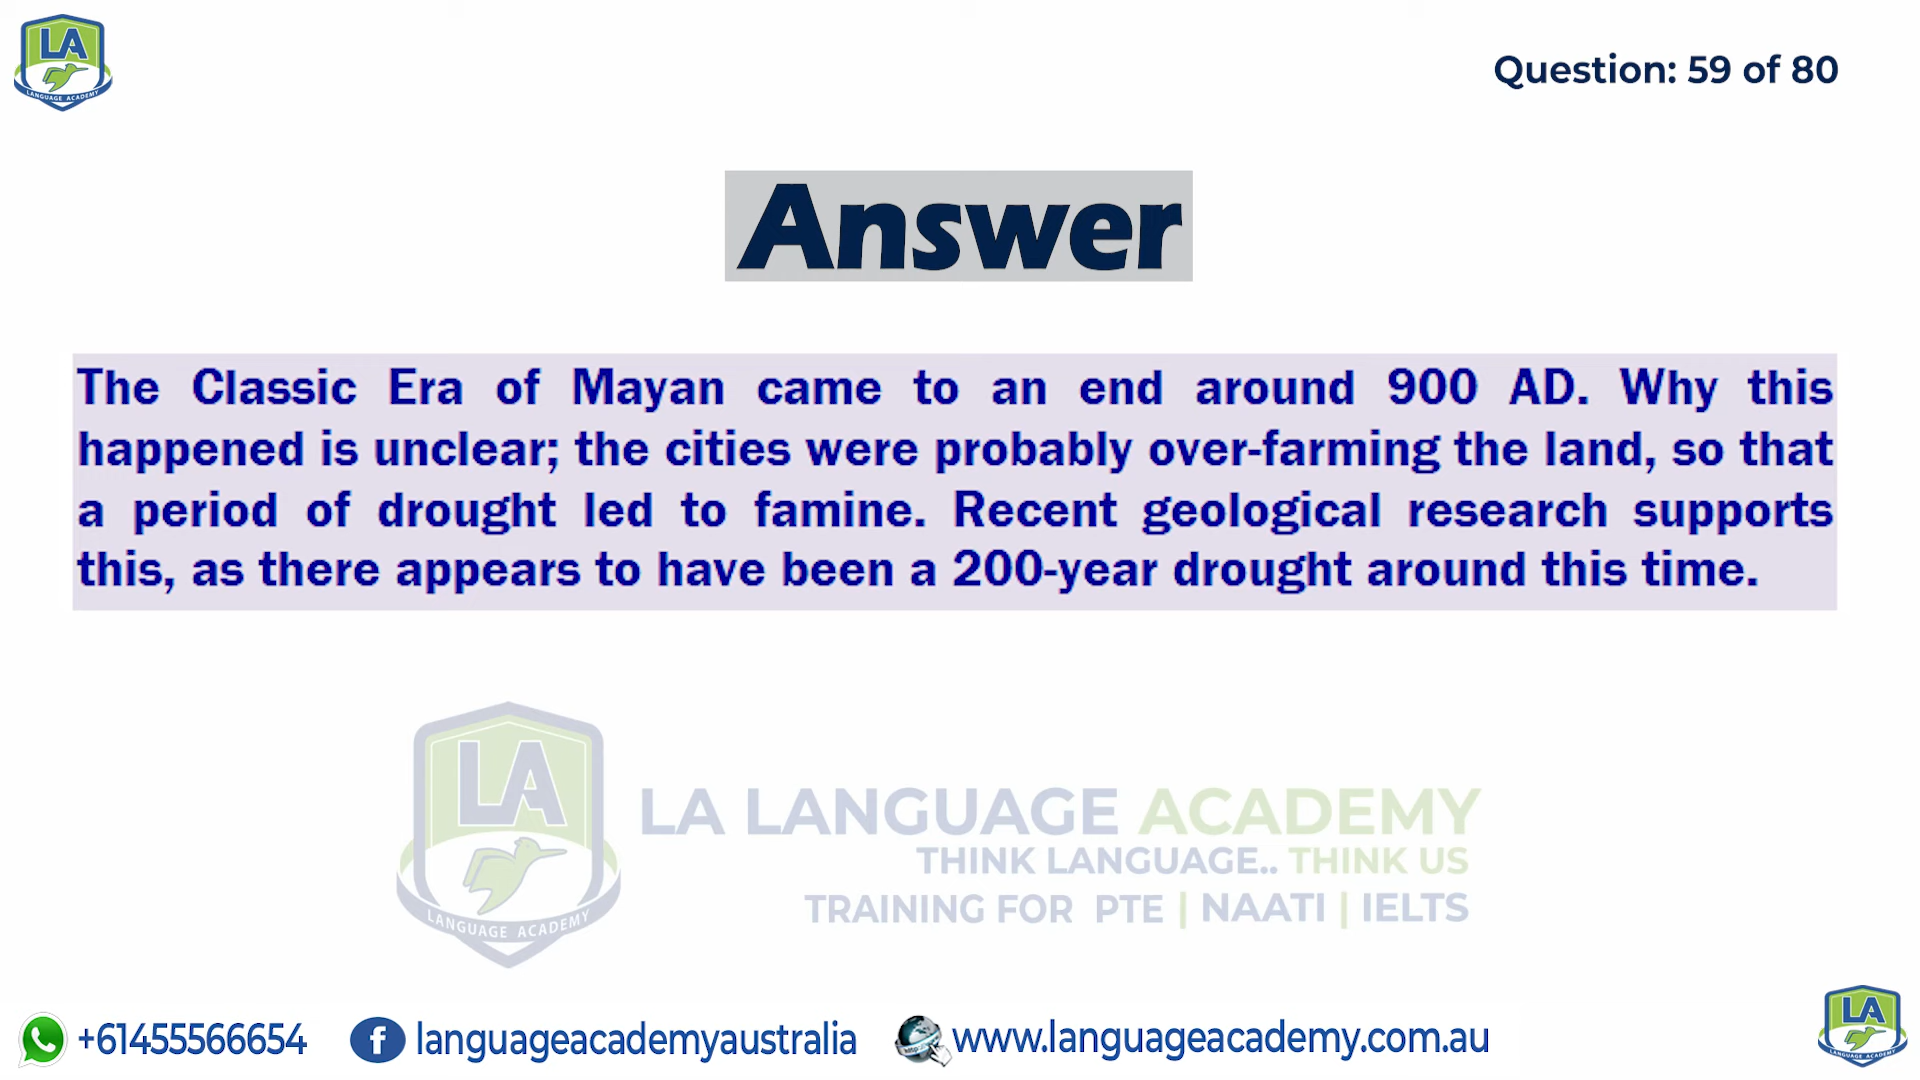 LA
LANGUAGE ACADEMY
Question: 59 of 80
Answer
The Classic Era of Mayan came to an end around 900 AD. Why this
happened is unclear; the cities were probably over-farming the land, so that
a period of drought led to famine. Recent geological research supports
this, as there appears to have been a 200-year drought around this time.
LA
LANGUAGE ACADEMY
LA LANGUAGE ACADEMY
THINK LANGUAGE.. THINK US
TRAINING FOR PTE | NAATI | IELTS
+61455566654
f languageacademyaustralia
http:
www.languageacademy.com.au
LA
LANGUAGE ACADEMY